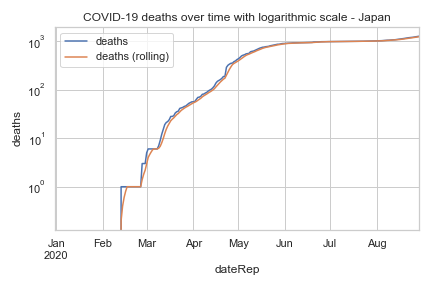 COVID-19 deaths over time with logarithmic scale - Japan
deaths
deaths (rolling)
10³
10²
10¹
10⁰
deaths
Jan Feb Mar Apr May Jun Jul Aug
2020
dateRep